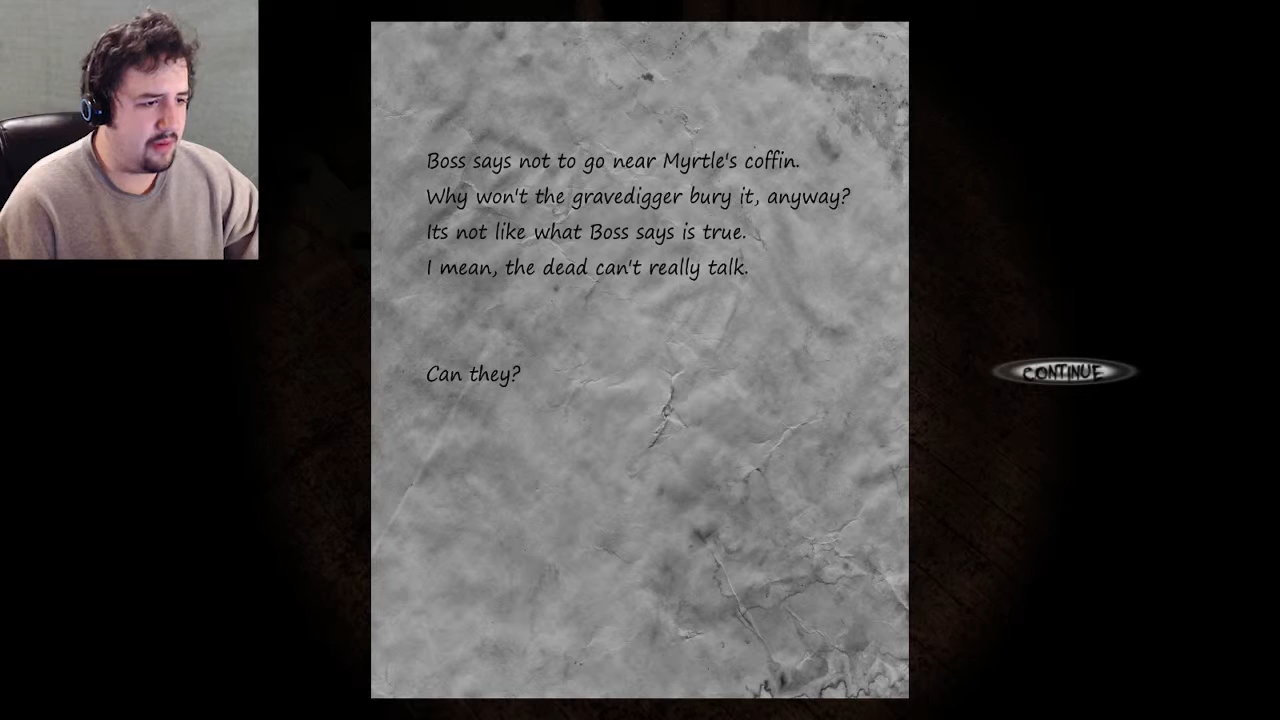 Boss says not to go near Myrtle's coffin.
Why won't the gravedigger bury it, anyway?
Its not like what Boss says is true.
I mean, the dead can't really talk.
Can they?
CONTINUE